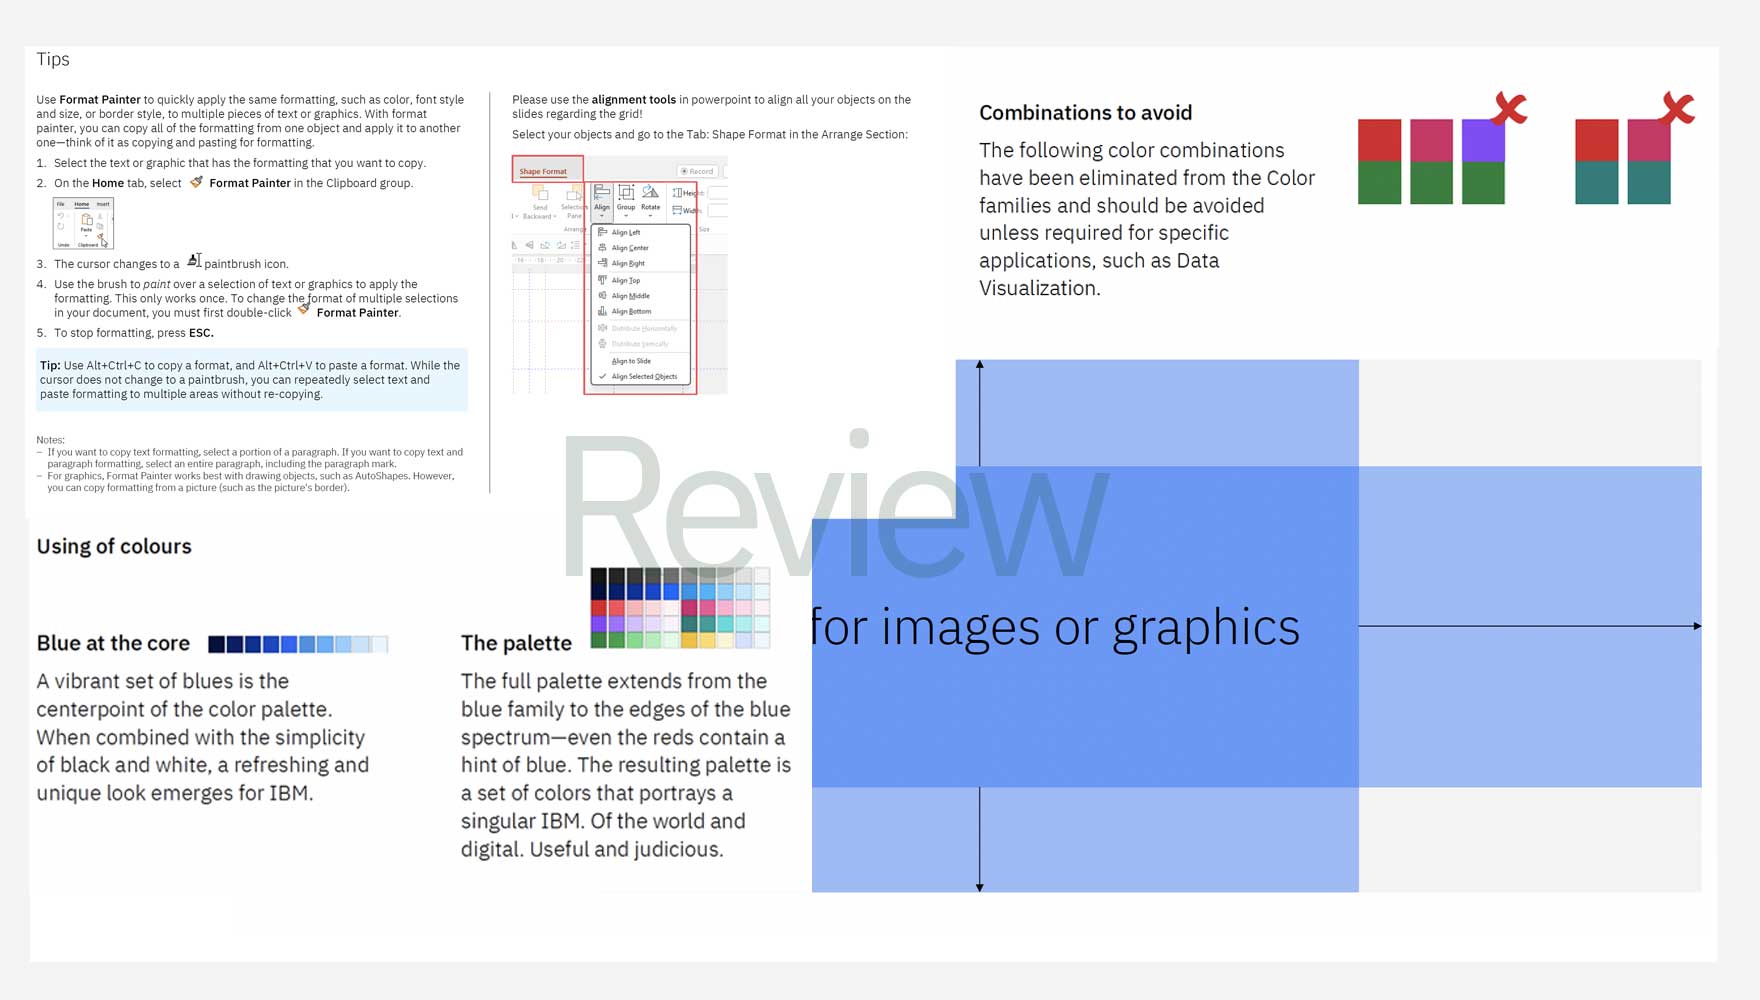 Tips
Use Format Painter to quickly apply the same formatting, such as color, font style
and size, or border style, to multiple pieces of text or graphics. With format
painter, you can copy all of the formatting from one object and apply it to another
one—think of it as copying and pasting for formatting.
1. Select the text or graphic that has the formatting that you want to copy.
2. On the Home tab, select Format Painter in the Clipboard group.
File Home Insert
Paste
Undo Clipboard
3. The cursor changes to a paintbrush icon.
4. Use the brush to paint over a selection of text or graphics to apply the
formatting. This only works once. To change the format of multiple selections
in your document, you must first double-click Format Painter.
5. To stop formatting, press ESC.
Tip: Use Alt+Ctrl+C to copy a format, and Alt+Ctrl+V to paste a format. While the
cursor does not change to a paintbrush, you can repeatedly select text and
paste formatting to multiple areas without re-copying.
Notes:
– If you want to copy text formatting, select a portion of a paragraph. If you want to copy text and
paragraph formatting, select an entire paragraph, including the paragraph mark.
– For graphics, Format Painter works best with drawing objects, such as AutoShapes. However,
you can copy formatting from a picture (such as the picture's border).
Please use the alignment tools in powerpoint to align all your objects on the
slides regarding the grid!
Select your objects and go to the Tab: Shape Format in the Arrange Section:
Shape Format
Record
Send Selection Align Group Rotate Height
Backward Pane Width
Arrange Size
Align Left
Align Center
Align Right
Align Top
Align Middle
Align Bottom
Distribute Horizontally
Distribute Vertically
Align to Slide
Align Selected Objects
Combinations to avoid
The following color combinations
have been eliminated from the Color
families and should be avoided
unless required for specific
applications, such as Data
Visualization.
Review
Using of colours
Blue at the core
A vibrant set of blues is the
centerpoint of the color palette.
When combined with the simplicity
of black and white, a refreshing and
unique look emerges for IBM.
The palette
The full palette extends from the
blue family to the edges of the blue
spectrum—even the reds contain a
hint of blue. The resulting palette is
a set of colors that portrays a
singular IBM. Of the world and
digital. Useful and judicious.
for images or graphics